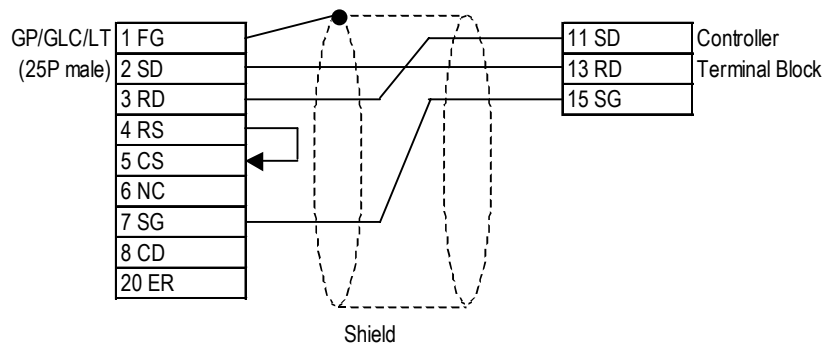 GP/GLC/LT
(25P male)
1 FG
2 SD
3 RD
4 RS
5 CS
6 NC
7 SG
8 CD
20 ER
11 SD
13 RD
15 SG
Controller
Terminal Block
Shield